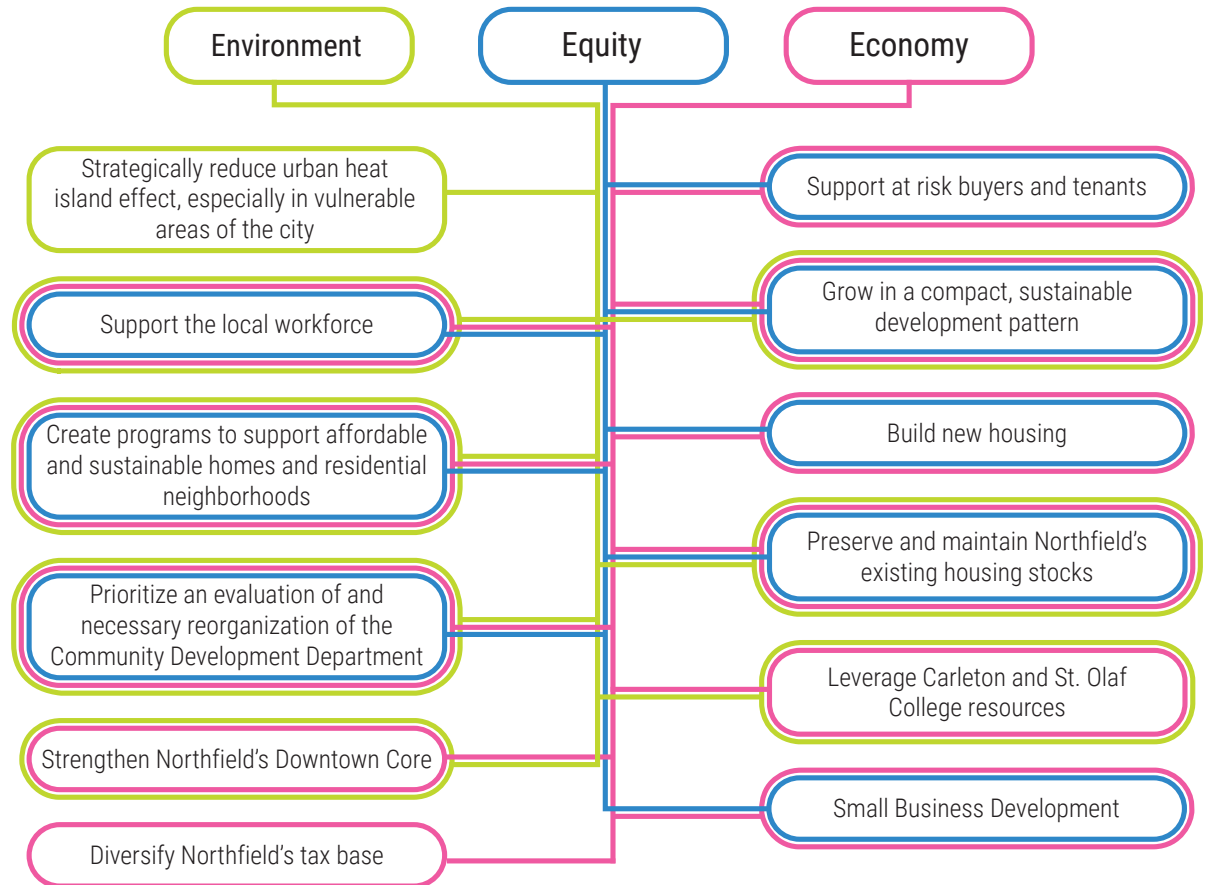 Environment
Equity
Economy
Strategically reduce urban heat
island effect, especially in vulnerable
areas of the city
Support the local workforce
Create programs to support affordable
and sustainable homes and residential
neighborhoods
Prioritize an evaluation of and
necessary reorganization of the
Community Development Department
Strengthen Northfield's Downtown Core
Diversify Northfield's tax base
Support at risk buyers and tenants
Grow in a compact, sustainable
development pattern
Build new housing
Preserve and maintain Northfield's
existing housing stocks
Leverage Carleton and St. Olaf
College resources
Small Business Development